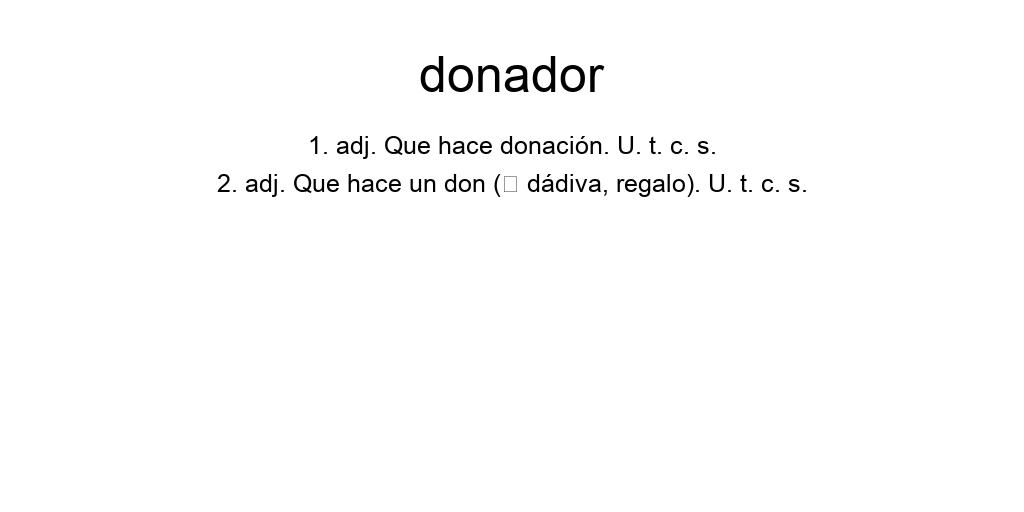 donador
1. adj. Que hace donación. U. t. c. s.
2. adj. Que hace un don (□ dádiva, regalo). U. t. c. s.